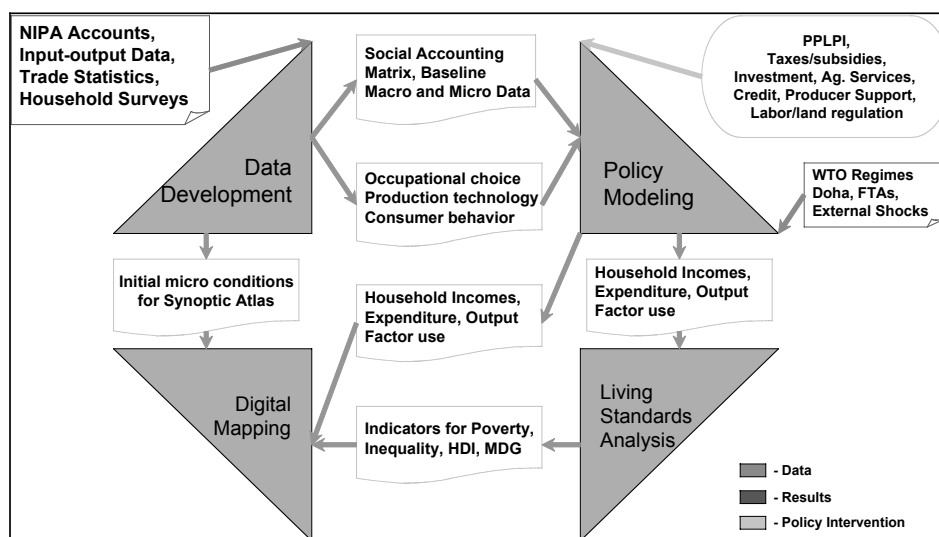 NIPA Accounts,
Input-output Data,
Trade Statistics,
Household Surveys
Social Accounting
Matrix, Baseline
Macro and Micro Data
PPLPI,
Taxes/subsidies,
Investment, Ag. Services,
Credit, Producer Support,
Labor/land regulation
Data
Development
Occupational choice
Production technology
Consumer behavior
Policy
Modeling
WTO Regimes
Doha, FTAs,
External Shocks
Initial micro conditions
for Synoptic Atlas
Household Incomes,
Expenditure, Output
Factor use
Household Incomes,
Expenditure, Output
Factor use
Digital
Mapping
Indicators for Poverty,
Inequality, HDI, MDG
Living
Standards
Analysis
- Data
- Results
- Policy Intervention